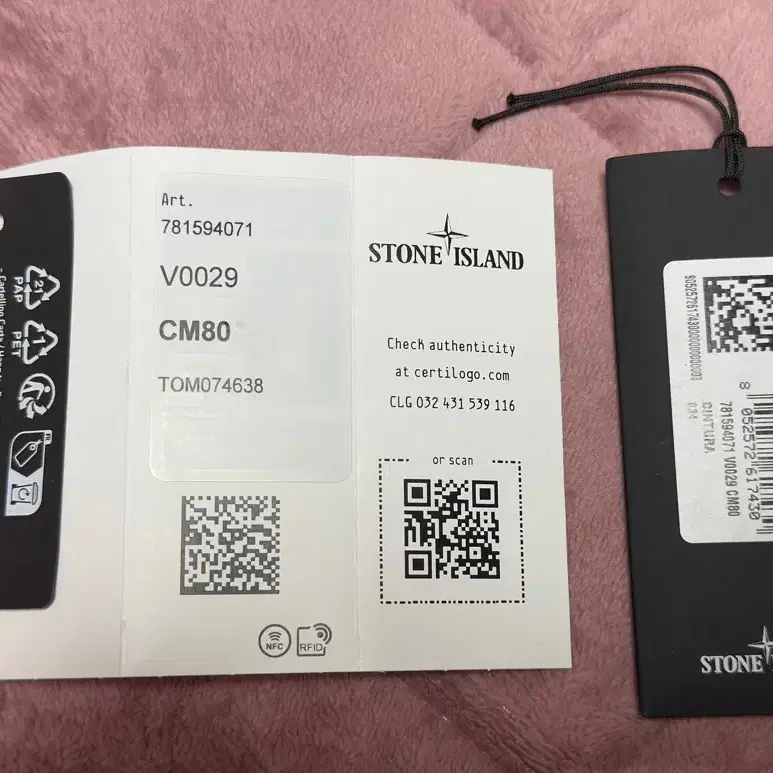 21
PAP
1
PET
FR
Art.
781594071
V0029
CM80
TOM074638
NFC
RFID
STONE ISLAND
Check authenticity
at certilogo.com
CLG 032 431 539 116
or scan
8 052572 617430
781594071 V0029 CM80
CINTURA
STONE